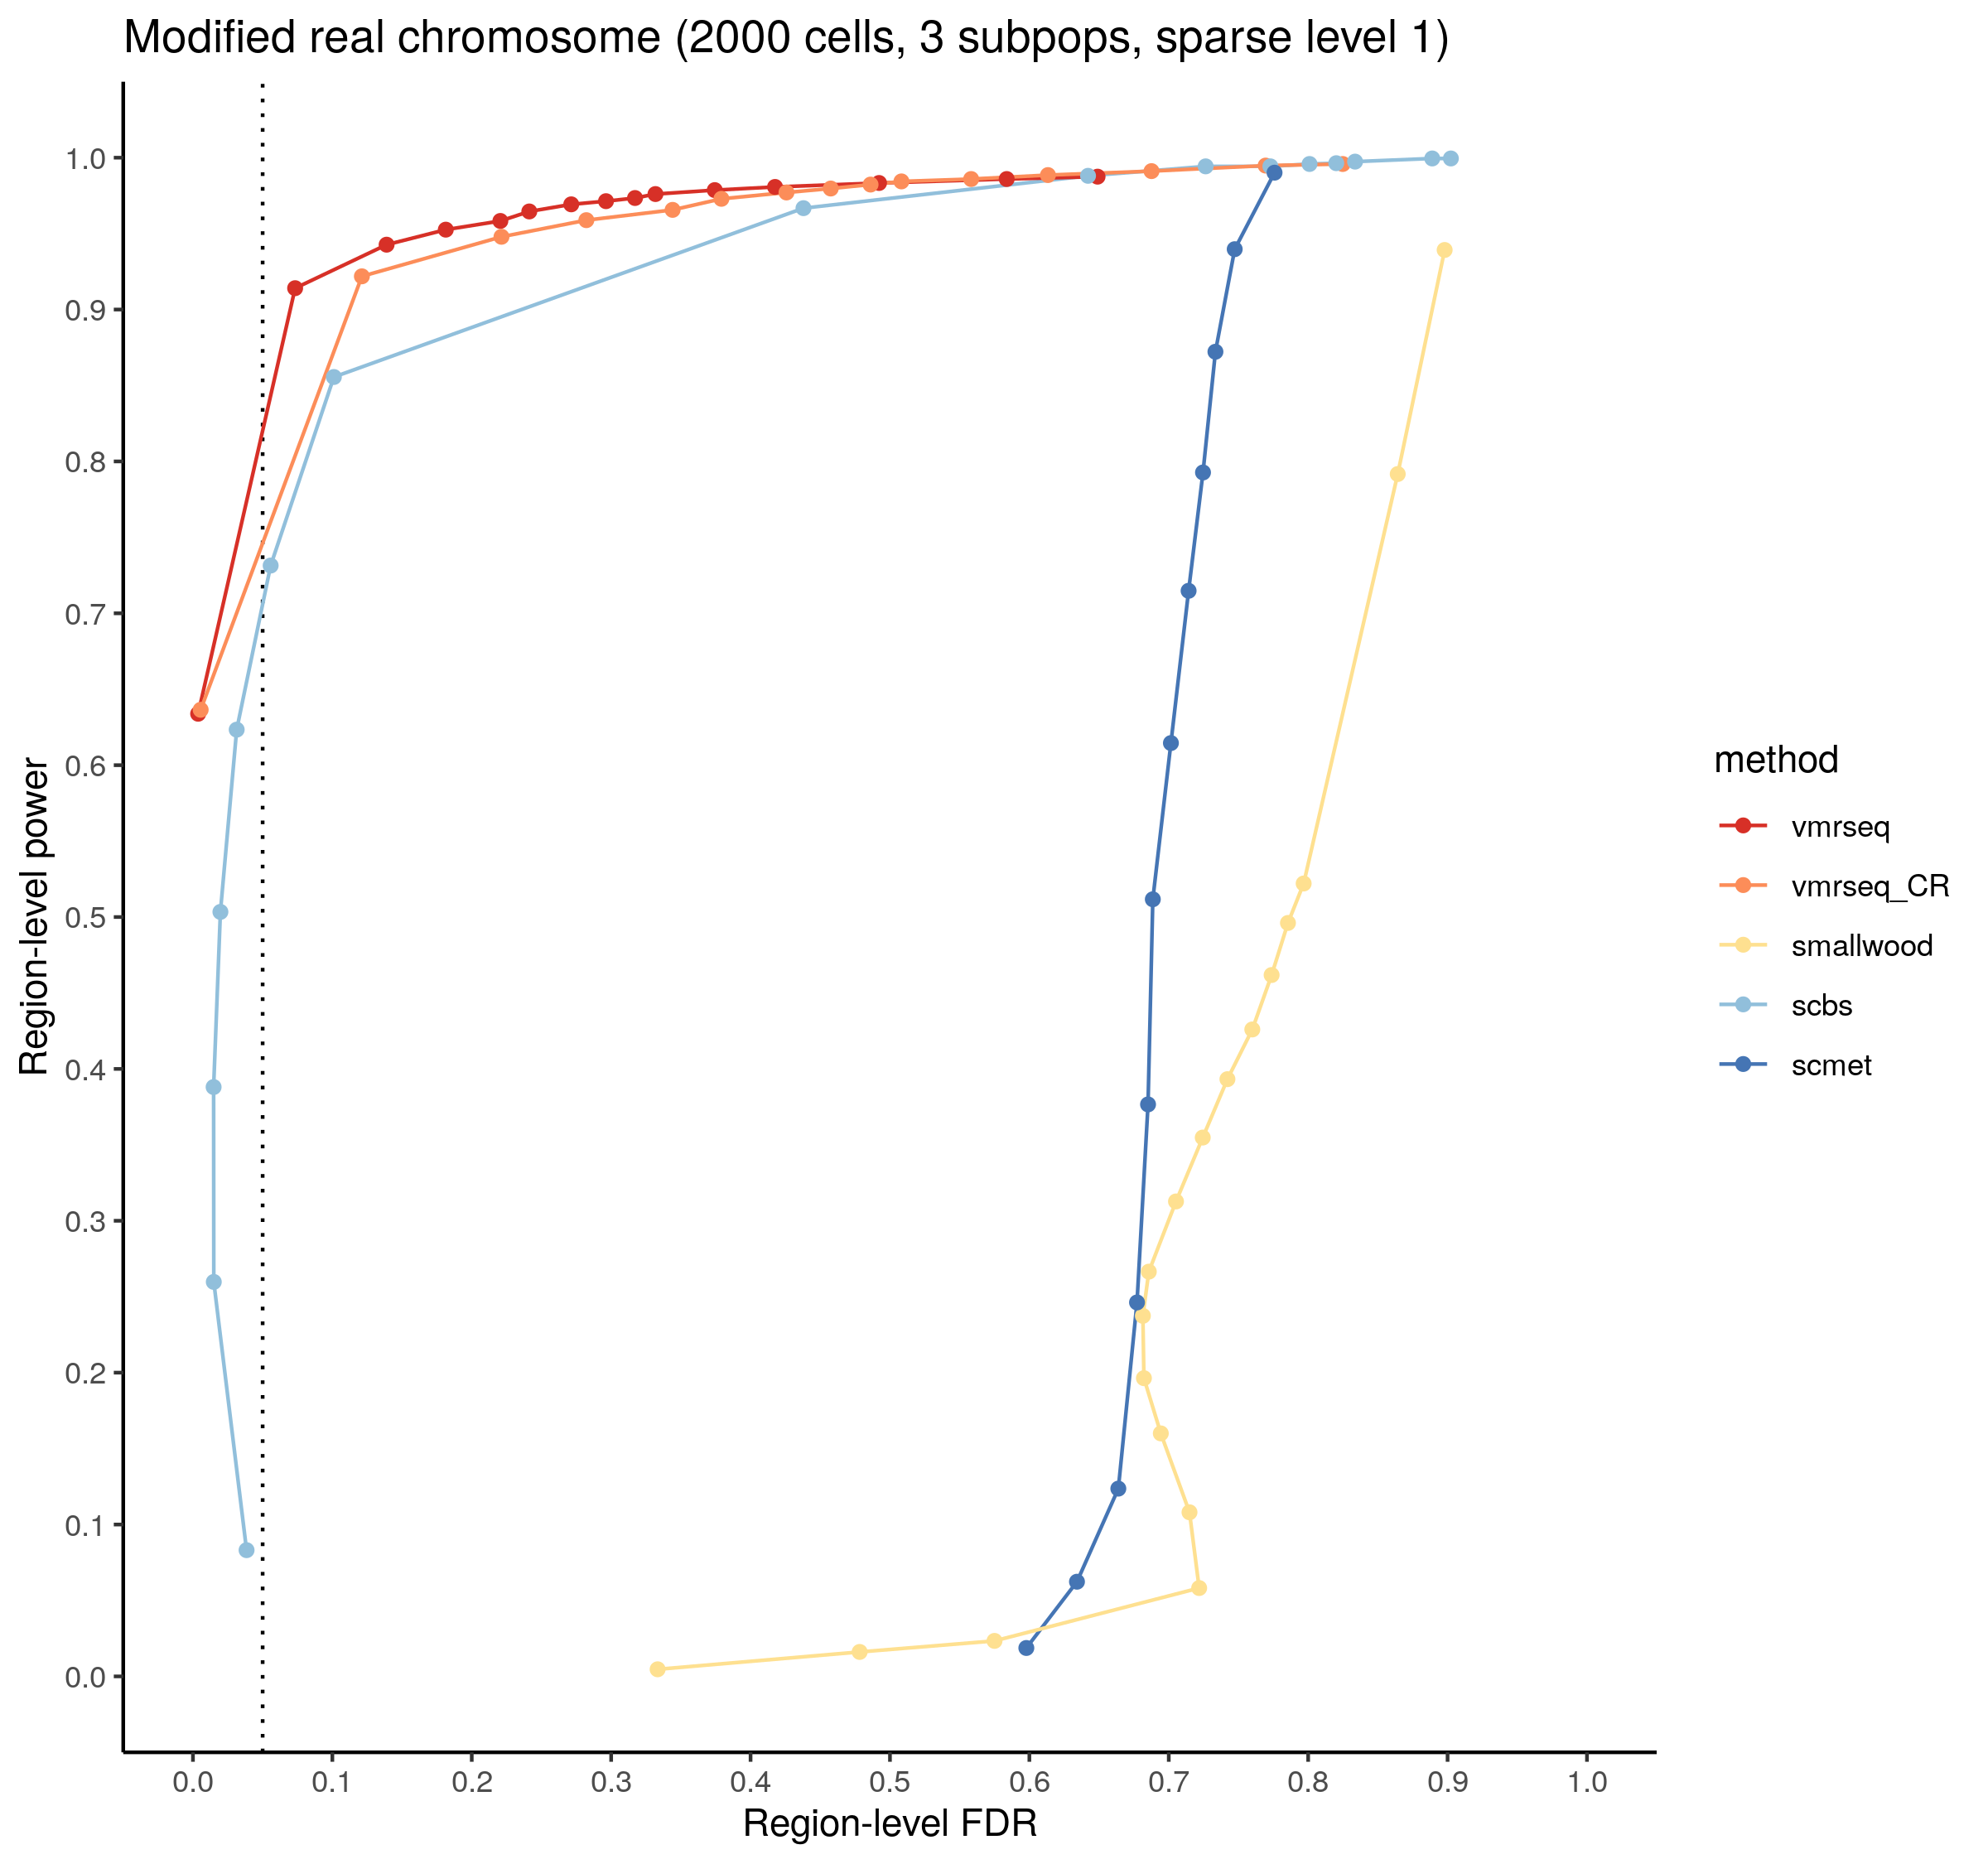 Modified real chromosome (2000 cells, 3 subpops, sparse level 1)
Region-level power
1.0
0.9
0.8
0.7
0.6
0.5
0.4
0.3
0.2
0.1
0.0
0.0 0.1 0.2 0.3 0.4 0.5 0.6 0.7 0.8 0.9 1.0
Region-level FDR
method
vmrseq
vmrseq_CR
smallwood
scbs
scmet